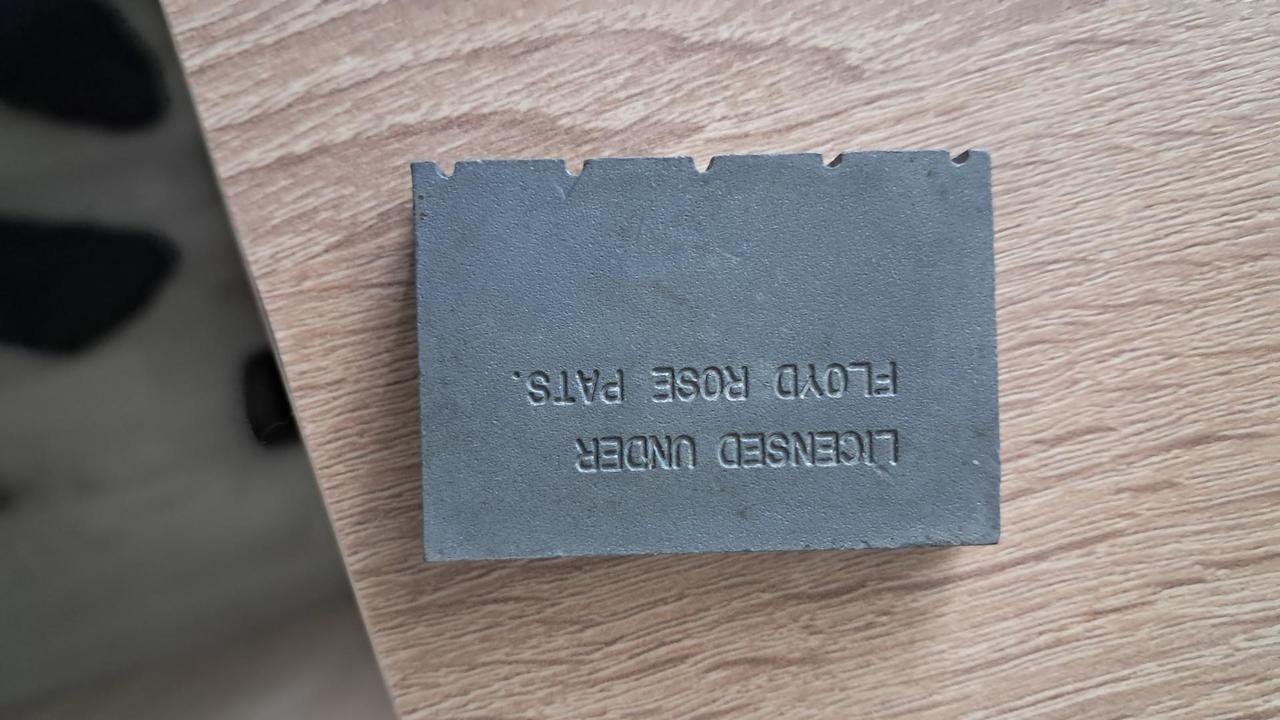 LICENSED UNDER
FLOYD ROSE PATS.